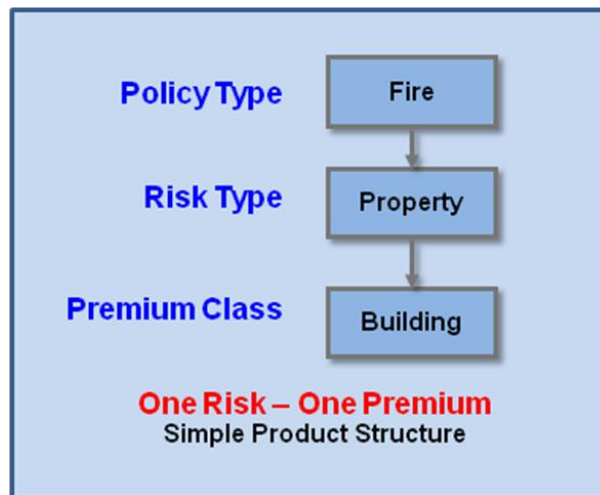 Policy Type Fire
Risk Type Property
Premium Class Building
One Risk – One Premium
Simple Product Structure